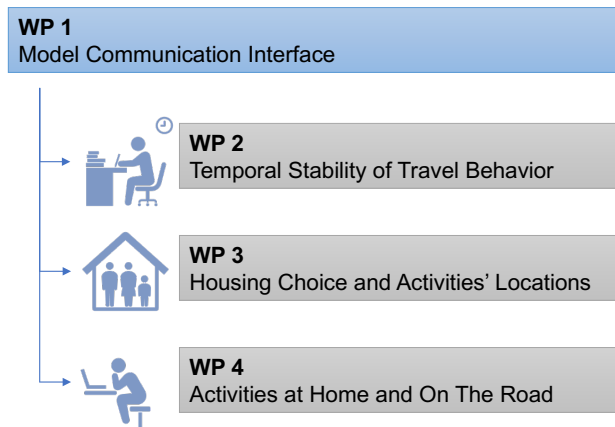 WP 1
Model Communication Interface
WP 2
Temporal Stability of Travel Behavior
WP 3
Housing Choice and Activities’ Locations
WP 4
Activities at Home and On The Road